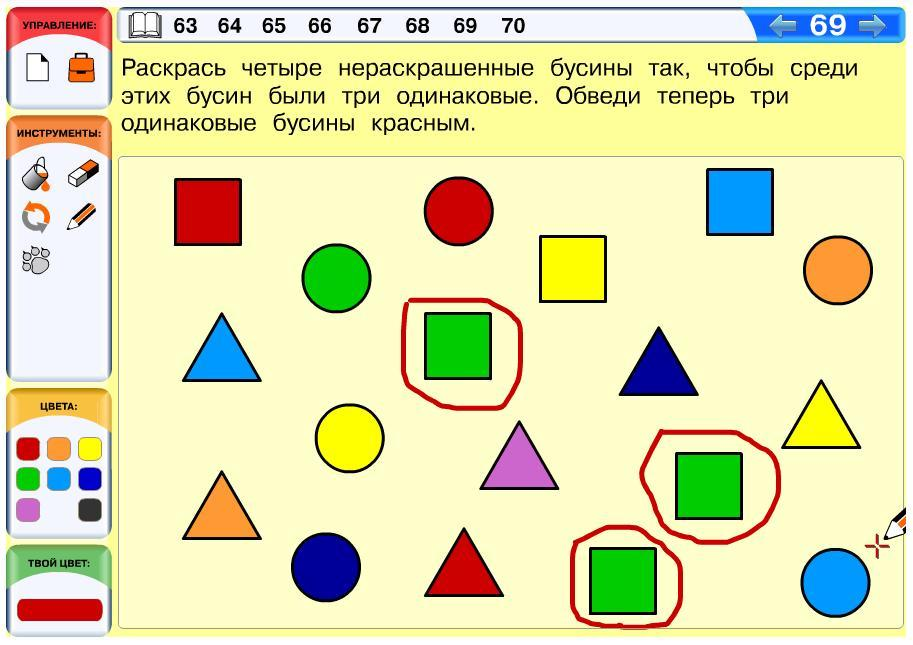 УПРАВЛЕНИЕ:
63 64 65 66 67 68 69 70
69
Раскрась четыре нераскрашенные бусины так, чтобы среди
этих бусин были три одинаковые. Обведи теперь три
одинаковые бусины красным.
ИНСТРУМЕНТЫ:
ЦВЕТА:
ТВОЙ ЦВЕТ: